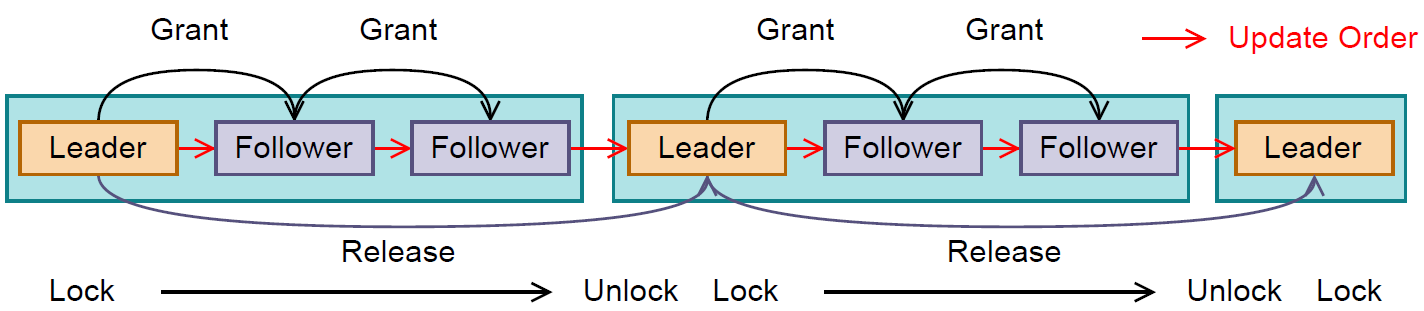 Grant Grant Grant Grant Update Order
Leader Follower Follower Leader Follower Follower Leader
Release Release
Lock Unlock Lock Unlock Lock